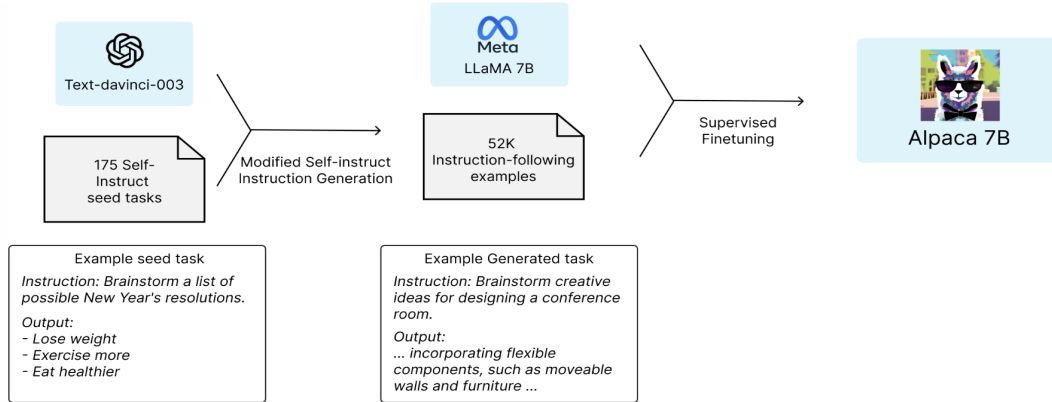 Text-davinci-003
175 Self-
Instruct
seed tasks
Modified Self-instruct
Instruction Generation
Meta
LLaMA 7B
52K
Instruction-following
examples
Supervised
Finetuning
Alpaca 7B
Example seed task
Instruction: Brainstorm a list of
possible New Year's resolutions.
Output:
- Lose weight
- Exercise more
- Eat healthier
Example Generated task
Instruction: Brainstorm creative
ideas for designing a conference
room.
Output:
... incorporating flexible
components, such as moveable
walls and furniture ...